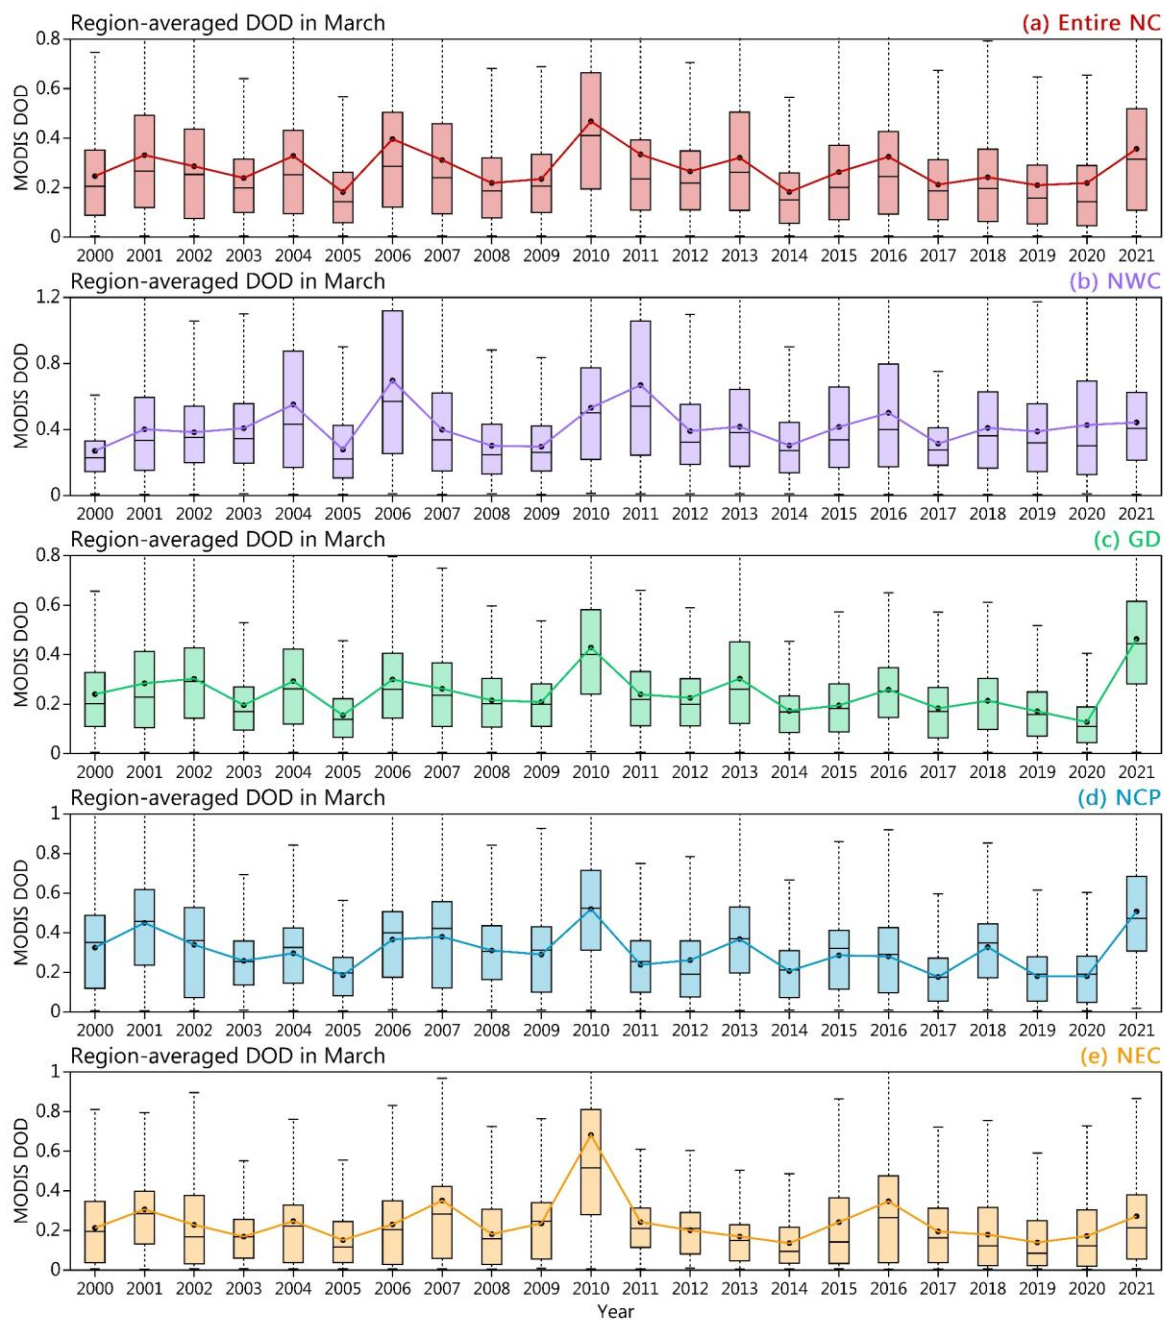 Region-averaged DOD in March (a) Entire NC
0.8
0.6
0.4
0.2
0
MODIS DOD
2000 2001 2002 2003 2004 2005 2006 2007 2008 2009 2010 2011 2012 2013 2014 2015 2016 2017 2018 2019 2020 2021
Region-averaged DOD in March (b) NWC
1.2
0.8
0.4
0
MODIS DOD
2000 2001 2002 2003 2004 2005 2006 2007 2008 2009 2010 2011 2012 2013 2014 2015 2016 2017 2018 2019 2020 2021
Region-averaged DOD in March (c) GD
0.8
0.6
0.4
0.2
0
MODIS DOD
2000 2001 2002 2003 2004 2005 2006 2007 2008 2009 2010 2011 2012 2013 2014 2015 2016 2017 2018 2019 2020 2021
Region-averaged DOD in March (d) NCP
1
0.8
0.6
0.4
0.2
0
MODIS DOD
2000 2001 2002 2003 2004 2005 2006 2007 2008 2009 2010 2011 2012 2013 2014 2015 2016 2017 2018 2019 2020 2021
Region-averaged DOD in March (e) NEC
1
0.8
0.6
0.4
0.2
0
MODIS DOD
2000 2001 2002 2003 2004 2005 2006 2007 2008 2009 2010 2011 2012 2013 2014 2015 2016 2017 2018 2019 2020 2021
Year